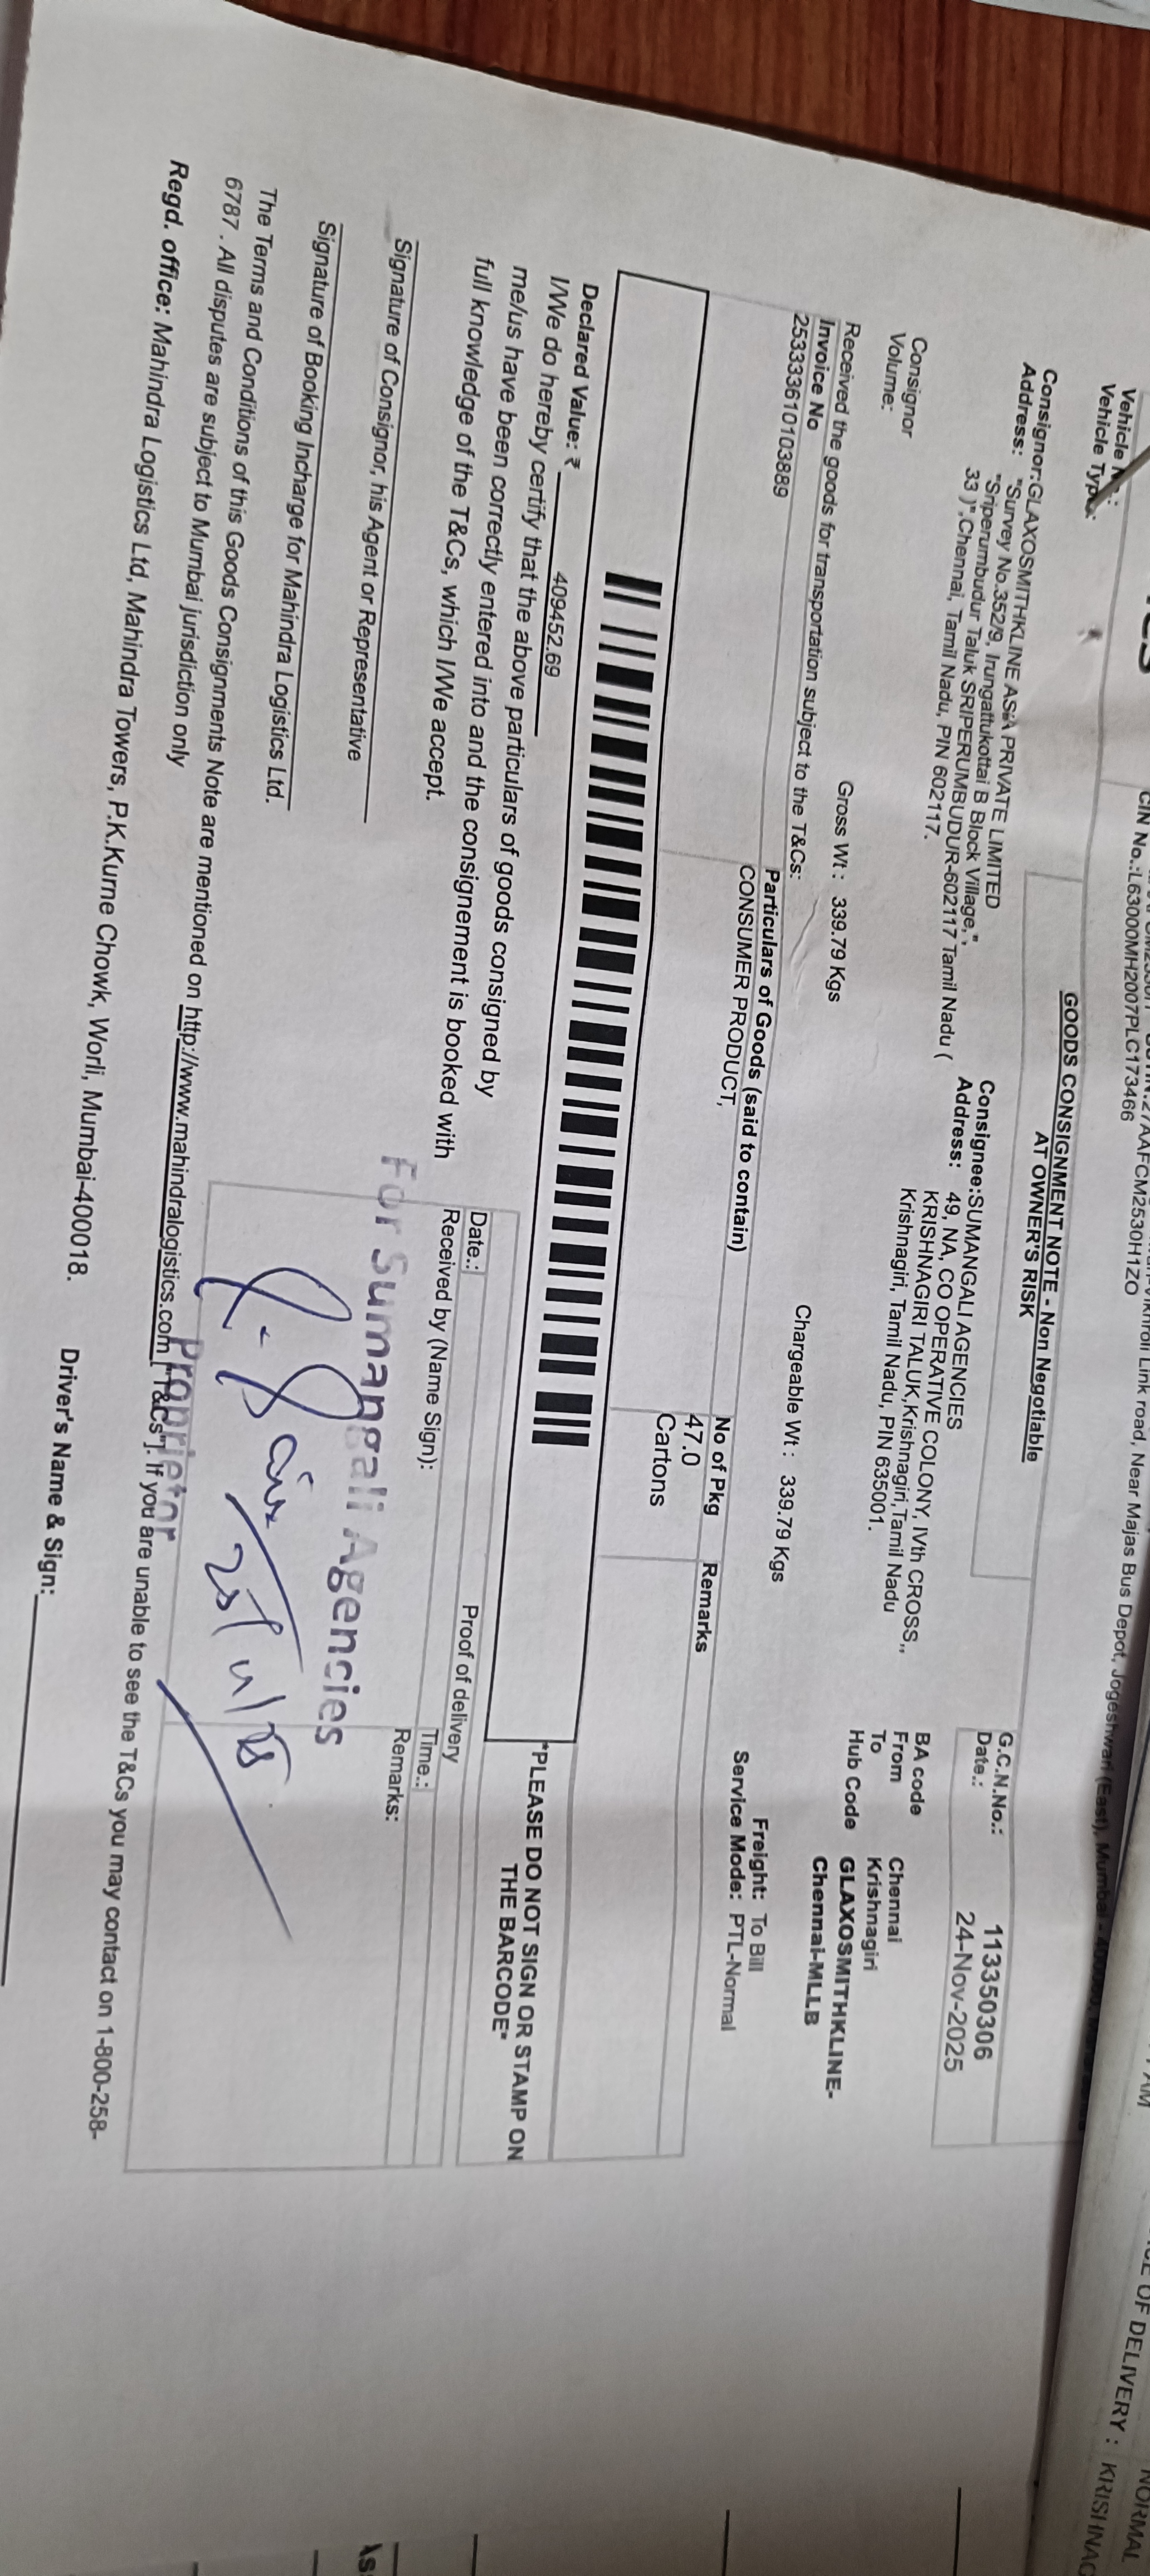 CIN No.:L63000MH2007PLC173466
Vehicle No.:
Vehicle Type:
GOODS CONSIGNMENT NOTE - Non Negotiable
AT OWNER'S RISK
G.C.N.No.: 113350306
Date.: 24-Nov-2025
Consignor:GLAXOSMITHKLINE ASIA PRIVATE LIMITED
Address: "Survey No.352/9, Irungattukottai B Block Village,",
"Sriperumbudur Taluk SRIPERUMBUDUR-602117 Tamil Nadu (
33 )",Chennai, Tamil Nadu, PIN 602117.
Consignee:SUMANGALI AGENCIES
Address: 49, NA, CO OPERATIVE COLONY, IVth CROSS,,
KRISHNAGIRI TALUK,Krishnagiri,Tamil Nadu
Krishnagiri, Tamil Nadu, PIN 635001.
BA code
From Chennai
To Krishnagiri
Hub Code GLAXOSMITHKLINE-
Chennai-MLLB
Consignor
Volume:
Gross Wt : 339.79 Kgs
Chargeable Wt : 339.79 Kgs
Freight: To Bill
Service Mode: PTL-Normal
Received the goods for transportation subject to the T&Cs:
Invoice No
Particulars of Goods (said to contain)
No of Pkg
Remarks
253333610103889
CONSUMER PRODUCT,
47.0
Cartons
*PLEASE DO NOT SIGN OR STAMP ON
THE BARCODE*
Declared Value: ₹ 409452.69
I/We do hereby certify that the above particulars of goods consigned by
me/us have been correctly entered into and the consignement is booked with
full knowledge of the T&Cs, which I/We accept.
Proof of delivery
Date.:
Time.:
Received by (Name Sign):
Remarks:
For Sumangali Agencies
Proprietor
Signature of Consignor, his Agent or Representative
Signature of Booking Incharge for Mahindra Logistics Ltd.
The Terms and Conditions of this Goods Consignments Note are mentioned on http://www.mahindralogistics.com ["T&Cs"]. If you are unable to see the T&Cs you may contact on 1-800-258-
6787 . All disputes are subject to Mumbai jurisdiction only
Regd. office: Mahindra Logistics Ltd, Mahindra Towers, P.K.Kurne Chowk, Worli, Mumbai-400018.
Driver's Name & Sign: